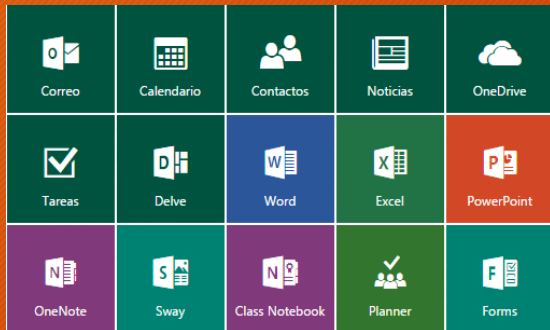 Correo Calendario Contactos Noticias OneDrive
Tareas Delve Word Excel PowerPoint
OneNote Sway Class Notebook Planner Forms